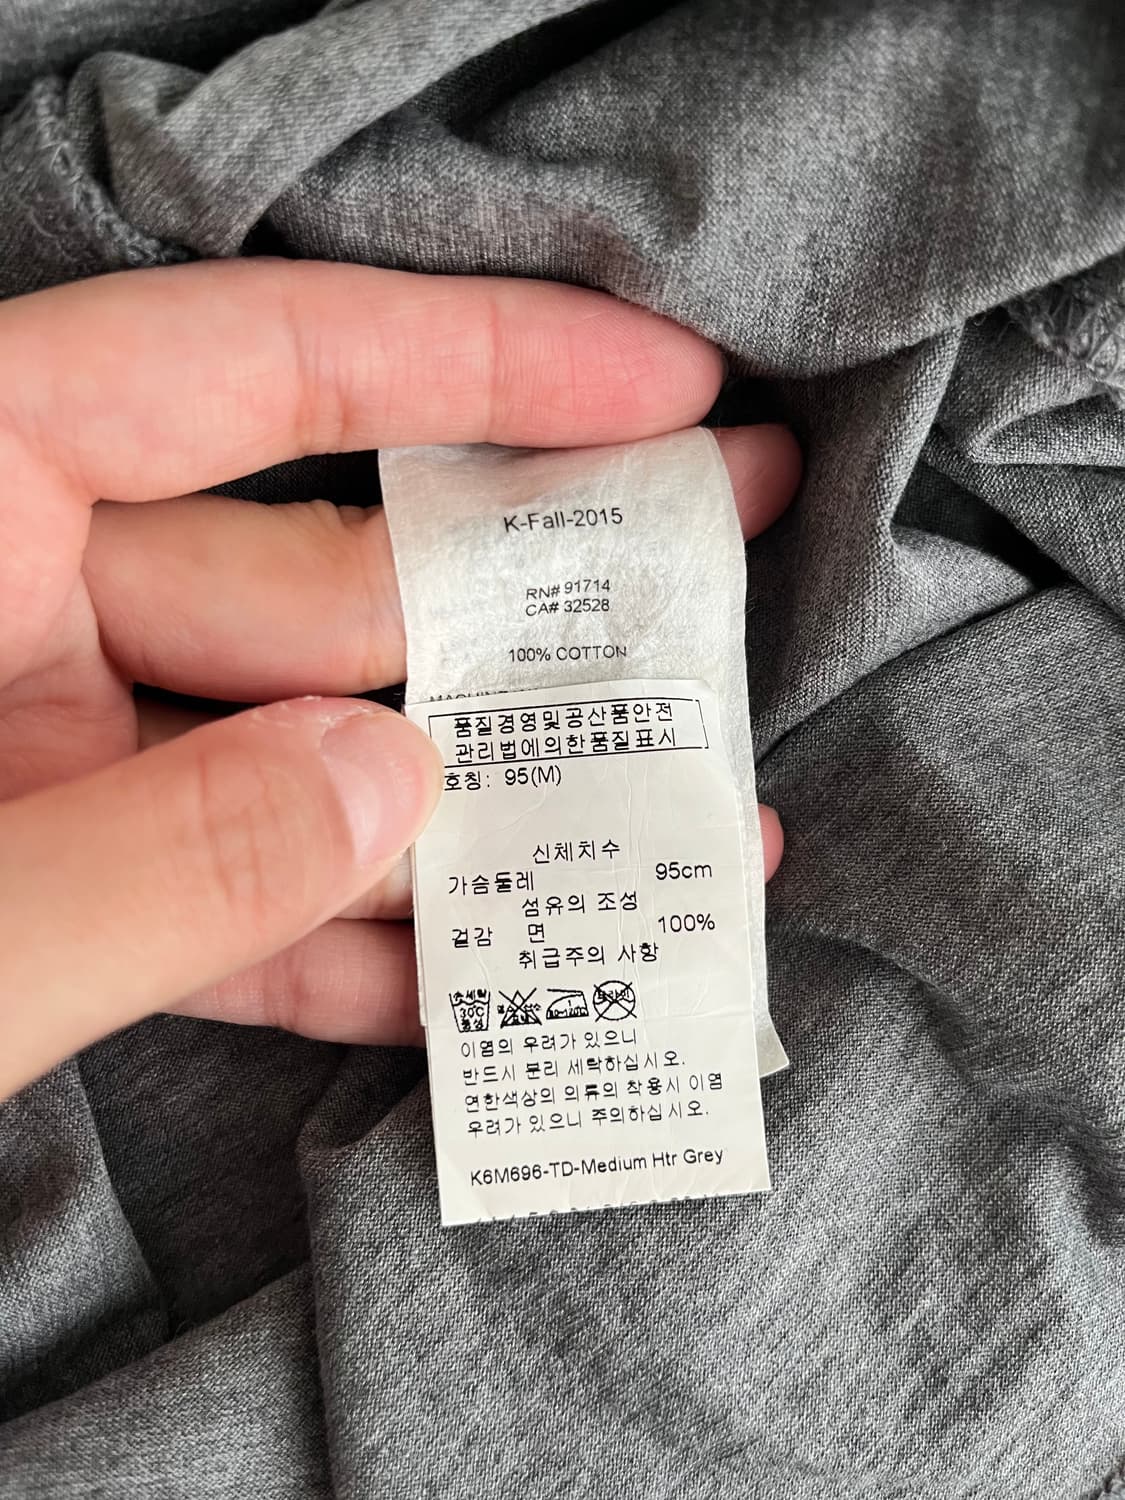 K-Fall-2015
RN# 91714
CA# 32528
100% COTTON
품질경영및공산품안전
관리법에의한품질표시
호칭: 95(M)
신체치수
가슴둘레 95cm
섬유의 조성
겉감 면 100%
취급주의 사항
30℃
중성
이염의 우려가 있으니
반드시 분리 세탁하십시오.
연한색상의 의류의 착용시 이염
우려가 있으니 주의하십시오.
K6M696-TD-Medium Htr Grey